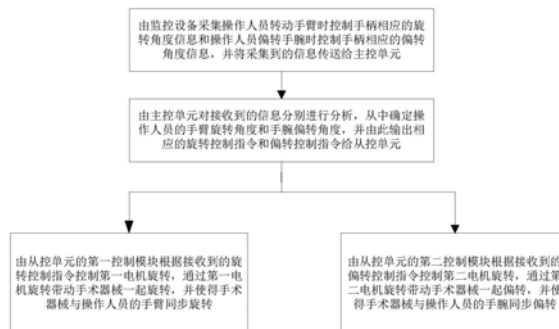 由监控设备采集操作人员转动手臂时控制手柄相应的旋
转角度信息和操作人员偏转手腕时控制手柄相应的偏转
角度信息，并将采集到的信息传送给主控单元
由主控单元对接收到的信息分别进行分析，从中确定操
作人员的手臂旋转角度和手腕偏转角度，并由此输出相
应的旋转控制指令和偏转控制指令给从控单元
由从控单元的第一控制模块根据接收到的旋
转控制指令控制第一电机旋转，通过第一电
机旋转带动手术器械一起旋转，并使得手术
器械与操作人员的手臂同步旋转
由从控单元的第二控制模块根据接收到的
偏转控制指令控制第二电机旋转，通过第
二电机旋转带动手术器械一起偏转，并使
得手术器械与操作人员的手腕同步偏转